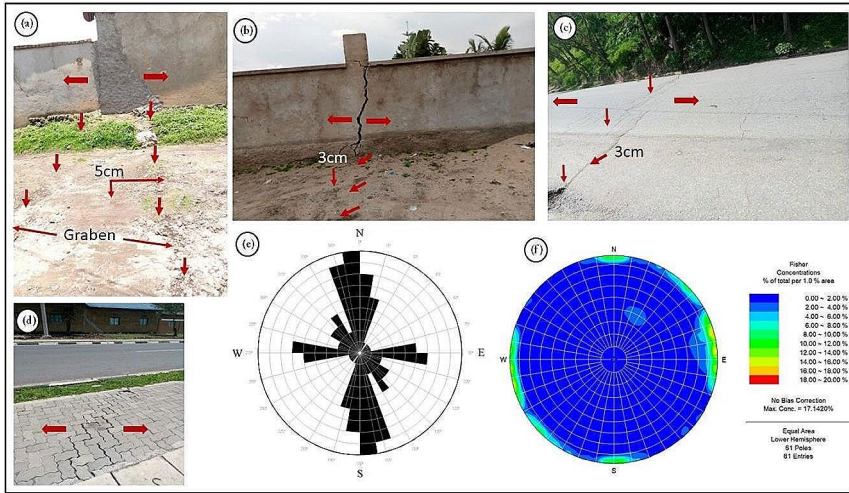 (a)
5cm
Graben
(b)
3cm
(c)
3cm
(d)
(e)
N
W
E
S
(f)
N
W
E
S
Fisher
Concentrations
% of total per 1.0 % area
0.00 ~ 2.00 %
2.00 ~ 4.00 %
4.00 ~ 6.00 %
6.00 ~ 8.00 %
8.00 ~ 10.00 %
10.00 ~ 12.00 %
12.00 ~ 14.00 %
14.00 ~ 16.00 %
16.00 ~ 18.00 %
18.00 ~ 20.00 %
No Bias Correction
Max. Conc. = 17.1420%
Equal Area
Lower Hemisphere
61 Poles
61 Entries